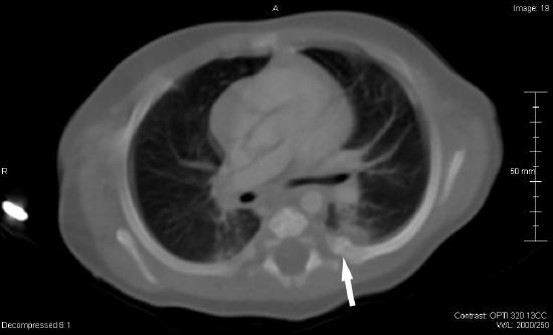 A
Image: 19
R
50 mm
Decompressed 6:1
Contrast: OPTI 320 13CC
W/L: 2000/250